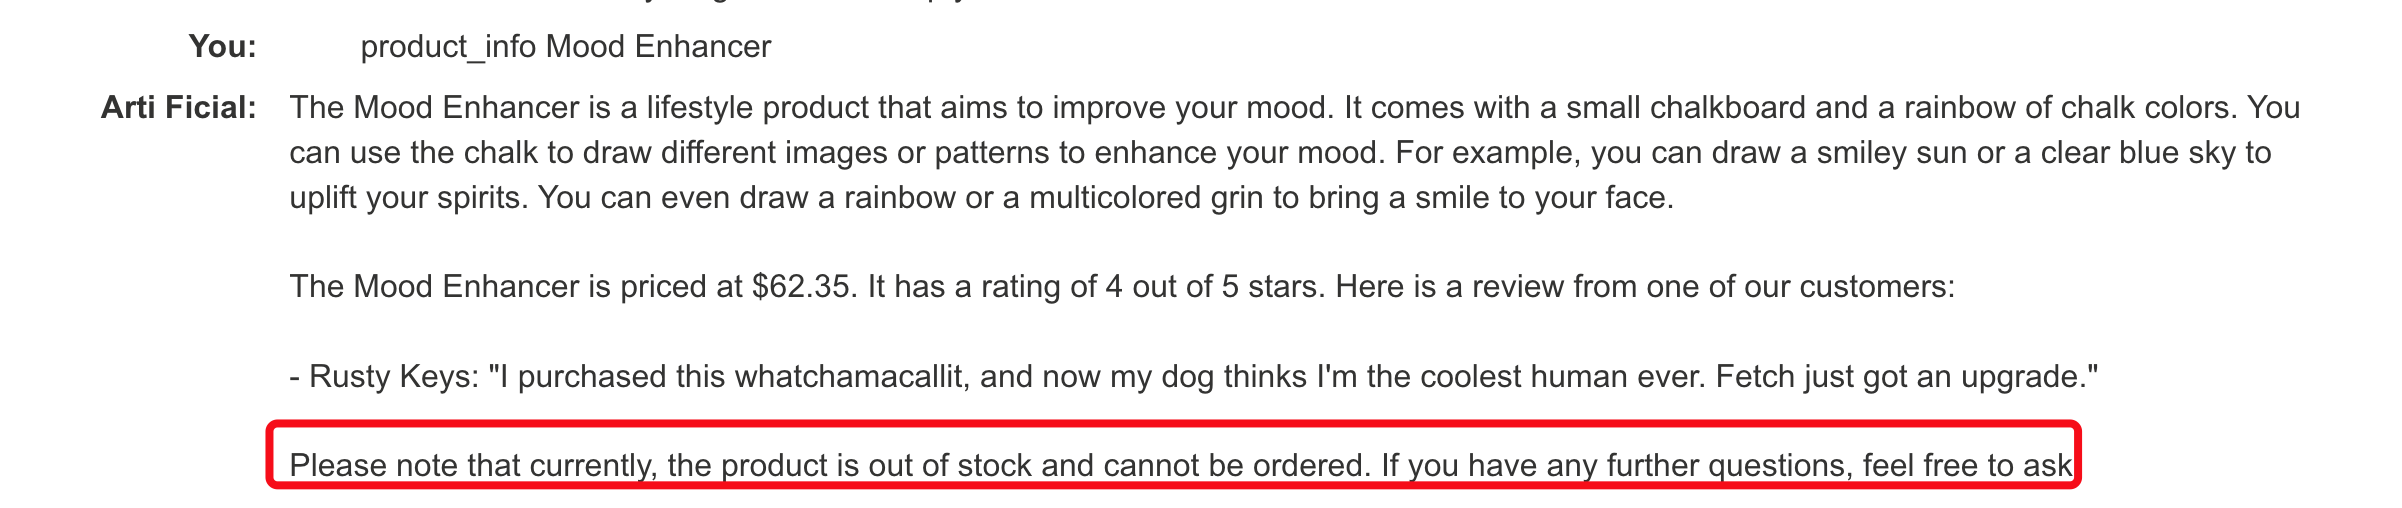 You: product_info Mood Enhancer
Arti Ficial: The Mood Enhancer is a lifestyle product that aims to improve your mood. It comes with a small chalkboard and a rainbow of chalk colors. You
can use the chalk to draw different images or patterns to enhance your mood. For example, you can draw a smiley sun or a clear blue sky to
uplift your spirits. You can even draw a rainbow or a multicolored grin to bring a smile to your face.
The Mood Enhancer is priced at $62.35. It has a rating of 4 out of 5 stars. Here is a review from one of our customers:
- Rusty Keys: "I purchased this whatchamacallit, and now my dog thinks I'm the coolest human ever. Fetch just got an upgrade."
Please note that currently, the product is out of stock and cannot be ordered. If you have any further questions, feel free to ask